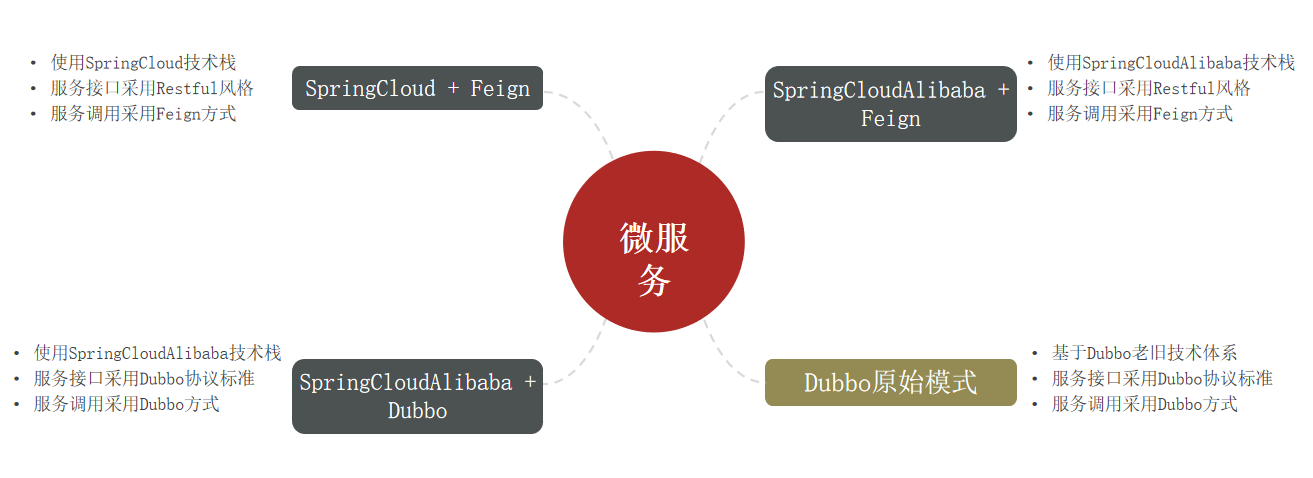 • 使用SpringCloud技术栈
• 服务接口采用Restful风格
• 服务调用采用Feign方式
SpringCloud + Feign
SpringCloudAlibaba +
Feign
• 使用SpringCloudAlibaba技术栈
• 服务接口采用Restful风格
• 服务调用采用Feign方式
微服
务
• 使用SpringCloudAlibaba技术栈
• 服务接口采用Dubbo协议标准
• 服务调用采用Dubbo方式
SpringCloudAlibaba +
Dubbo
Dubbo原始模式
• 基于Dubbo老旧技术体系
• 服务接口采用Dubbo协议标准
• 服务调用采用Dubbo方式